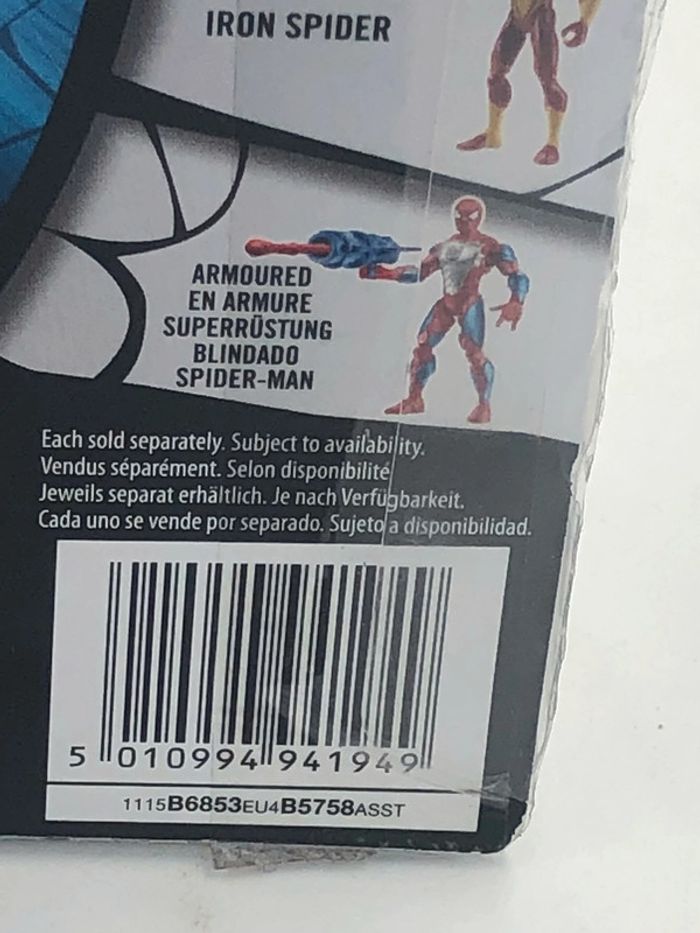 IRON SPIDER
ARMOURED
EN ARMURE
SUPERRÜSTUNG
BLINDADO
SPIDER-MAN
Each sold separately. Subject to availability.
Vendus séparément. Selon disponibilité
Jeweils separat erhältlich. Je nach Verfügbarkeit.
Cada uno se vende por separado. Sujeto a disponibilidad.
5 010994 941949
1115B6853EU4B5758ASST